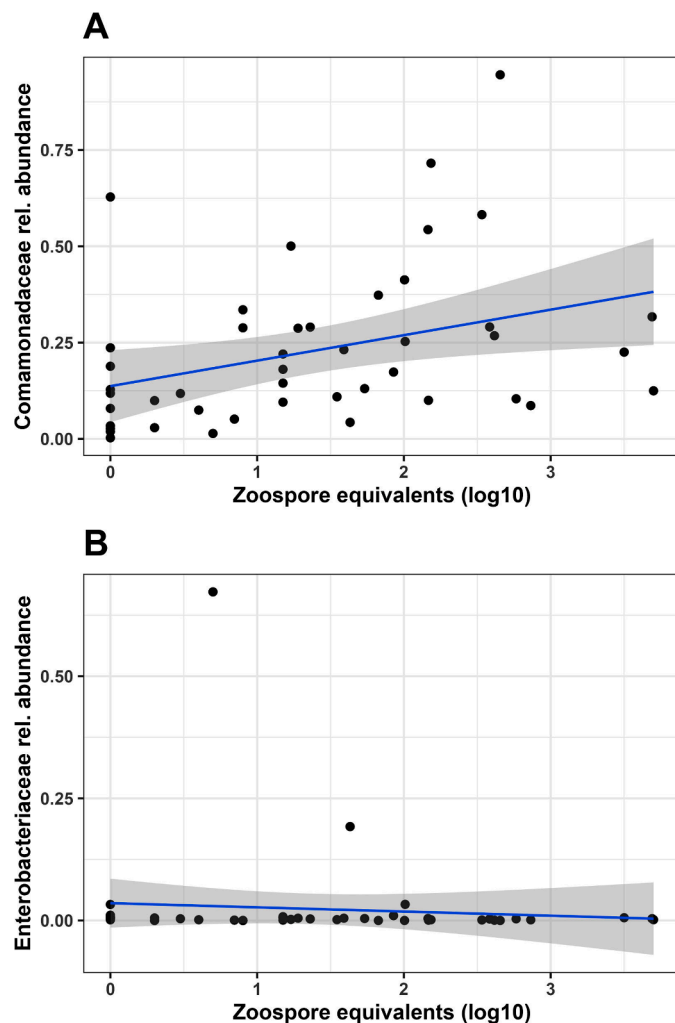 A
Comamonadaceae rel. abundance
0.75
0.50
0.25
0.00
0
1
2
3
Zoospore equivalents (log10)
B
Enterobacteriaceae rel. abundance
0.50
0.25
0.00
0
1
2
3
Zoospore equivalents (log10)